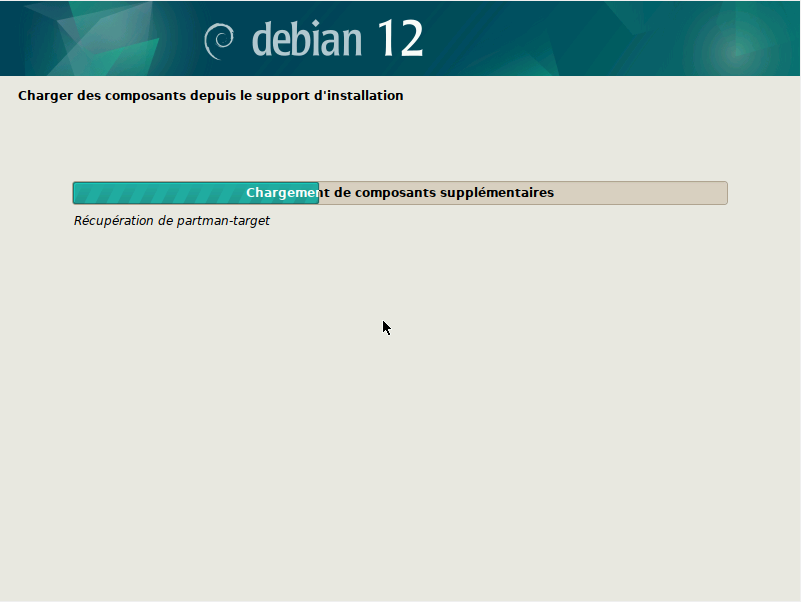 debian 12
Charger des composants depuis le support d'installation
Chargement de composants supplémentaires
Récupération de partman-target